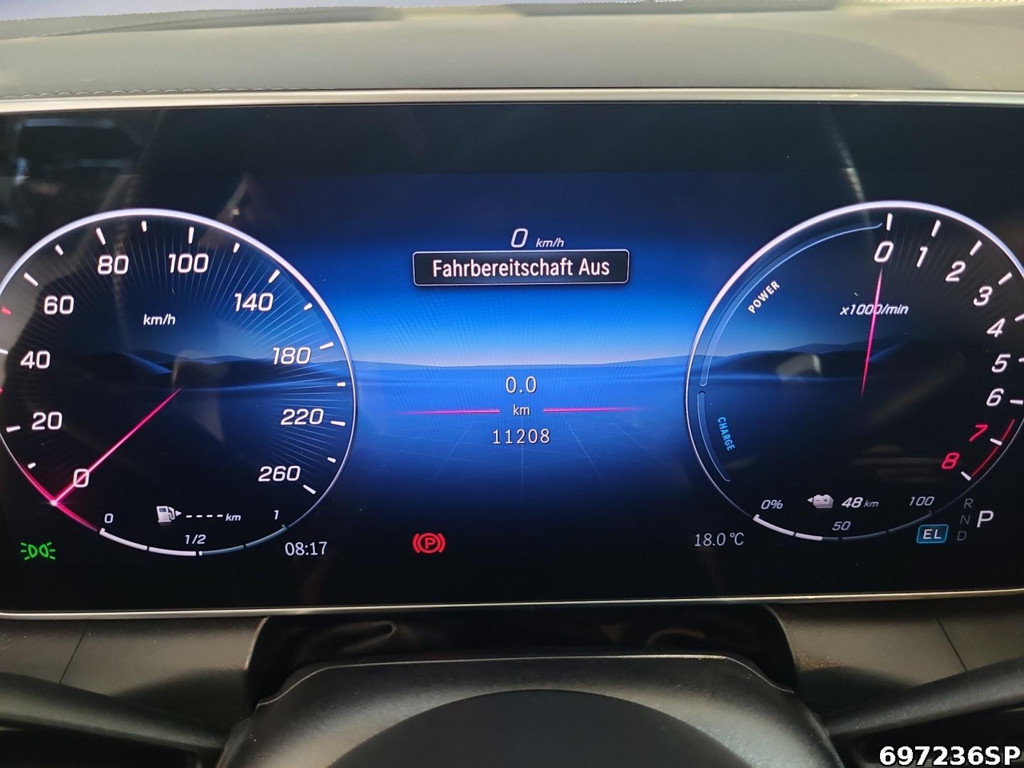 0 km/h
Fahrbereitschaft Aus
0
20
40
60
80
100
140
180
220
260
km/h
0
1/2
1
----km
08:17
0.0
km
11208
POWER
CHARGE
x1000/min
0
1
2
3
4
5
6
7
8
0%
50
100
48 km
18.0 °C
EL
R
N
D
P
697236SP